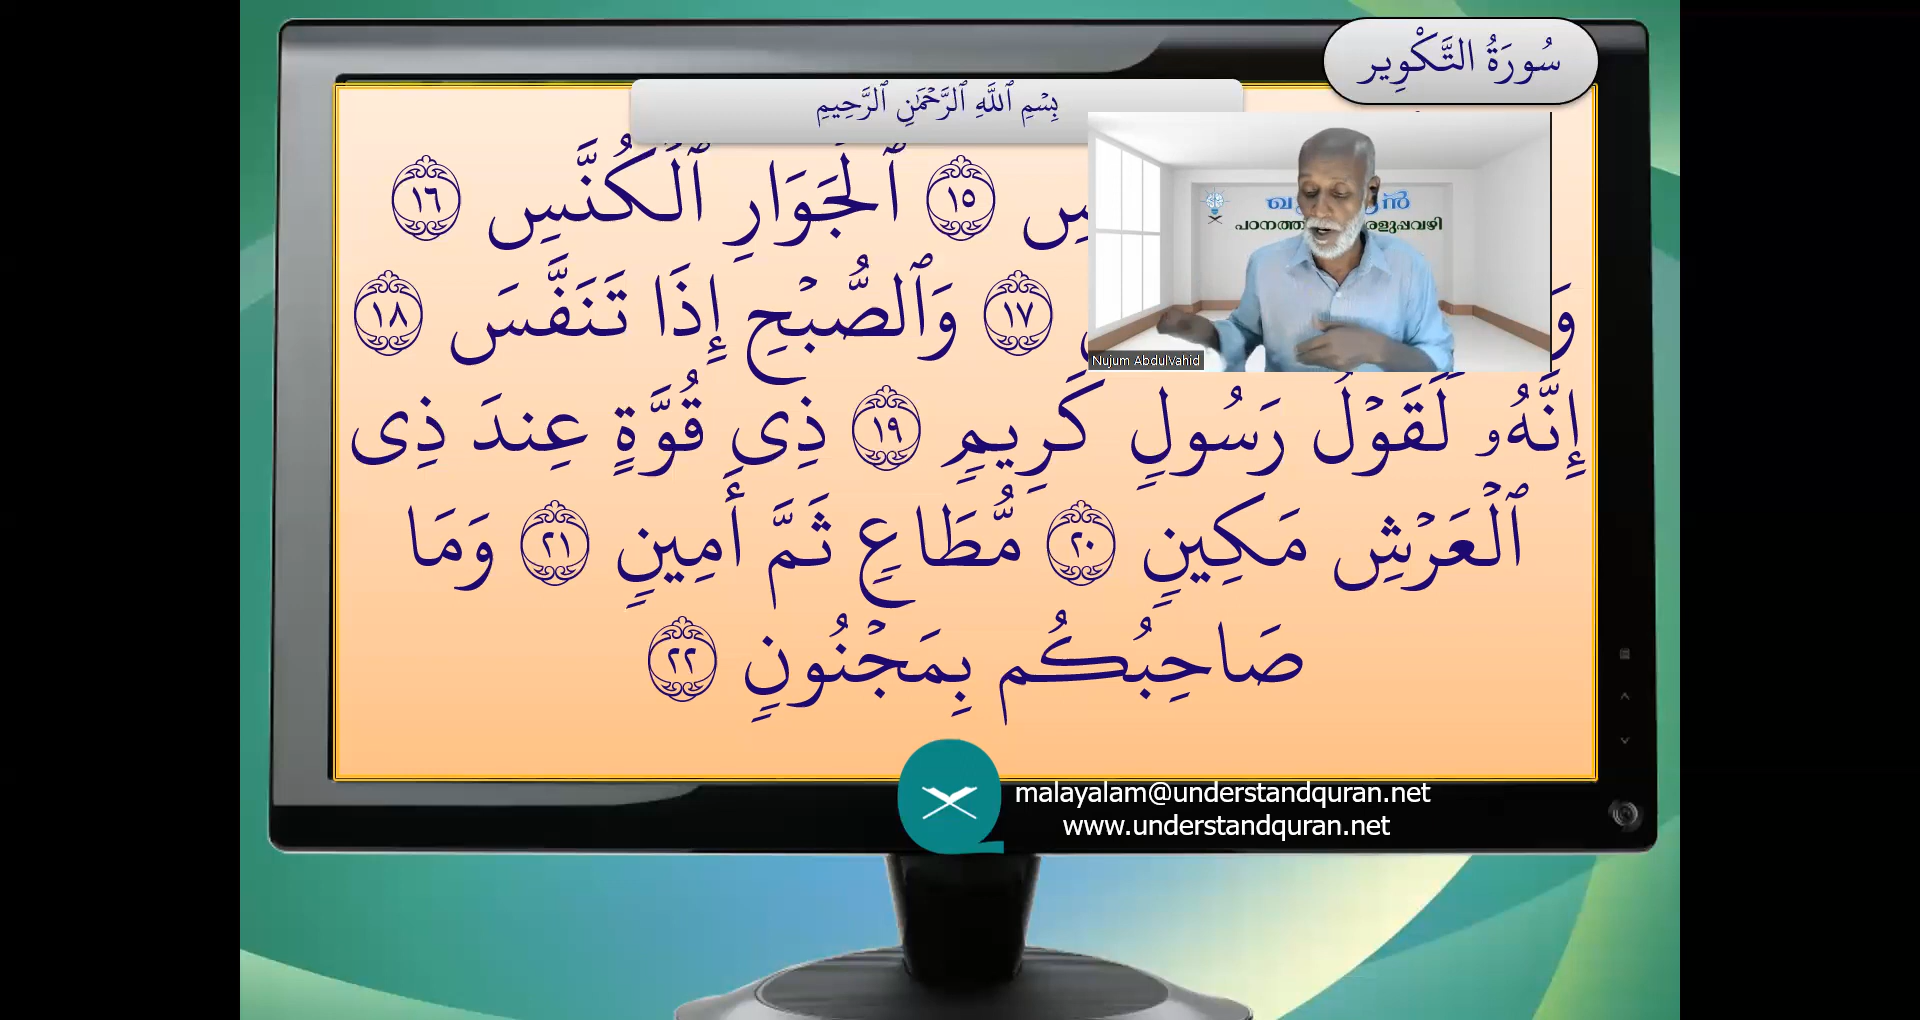 سُورَةُ التَّكْوِير
بِسْمِ ٱللَّهِ ٱلرَّحْمَٰنِ ٱلرَّحِيمِ
١٥ ٱلْجَوَارِ ٱلْكُنَّسِ ١٦
١٧ وَٱلصُّبْحِ إِذَا تَنَفَّسَ ١٨
إِنَّهُۥ لَقَوْلُ رَسُولٍ كَرِيمٍ ١٩ ذِى قُوَّةٍ عِندَ ذِى
ٱلْعَرْشِ مَكِينٍ ٢٠ مُّطَاعٍ ثَمَّ أَمِينٍ ٢١ وَمَا
صَاحِبُكُم بِمَجْنُونٍ ٢٢
Nujum AbdulVahid
malayalam@understandquran.net
www.understandquran.net